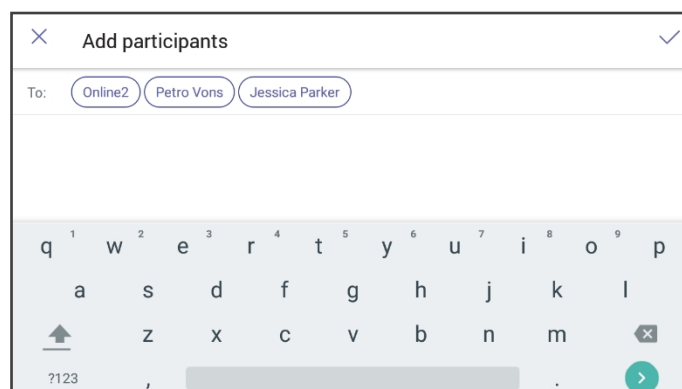 Add participants
To: Online2 Petro Vons Jessica Parker
1 2 3 4 5 6 7 8 9
q w e r t y u i o p
a s d f g h j k l
z x c v b n m
?123 , .